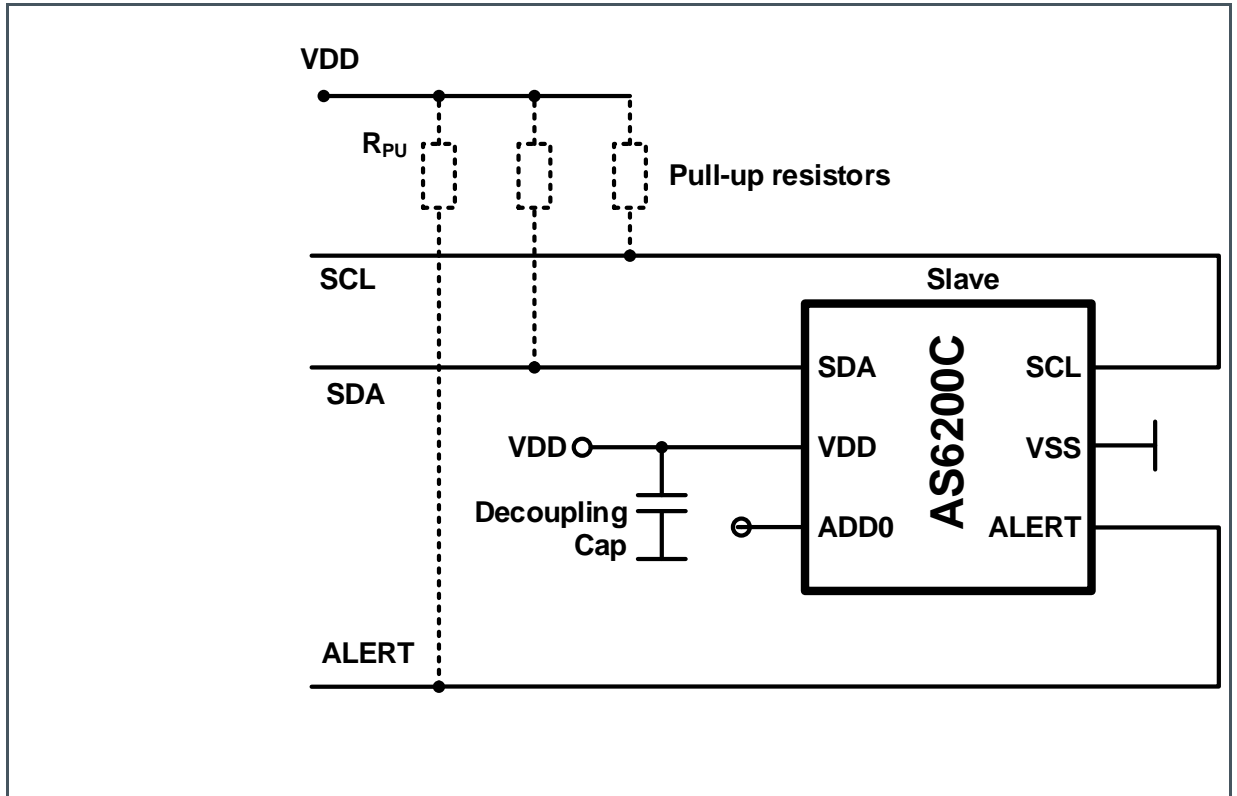 VDD
RPU
Pull-up resistors
SCL
Slave
SDA
SDA
SCL
VDD
VDD
VSS
AS6200C
Decoupling
Cap
ADD0
ALERT
ALERT